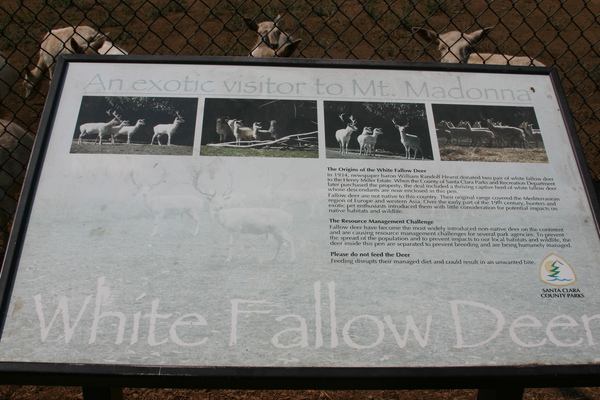 An exotic visitor to Mt. Madonna
The Origins of the White Fallow Deer
In 1934, newspaper baron William Randolf Hearst donated two pair of white fallow deer
to the Henry Miller Estate. When the County of Santa Clara Parks and Recreation Department
later purchased the property, the deal included a thriving captive herd of white fallow deer
whose descendants are now enclosed in this pen.
Fallow deer are not native to this country. Their original range covered the Mediterranean
region of Europe and western Asia. Over the early part of the 19th century, hunters and
exotic pet enthusiasts introduced them with little consideration for potential impacts on
native habitats and wildlife.
The Resource Management Challenge
Fallow deer have become the most widely introduced non-native deer on the continent
and are causing resource management challenges for several park agencies. To prevent
the spread of the population and to prevent impacts to our local habitats and wildlife, the
deer inside this pen are separated to prevent breeding and are being humanely managed.
Please do not feed the Deer
Feeding disrupts their managed diet and could result in an unwanted bite.
SANTA CLARA
COUNTY PARKS
White Fallow Deer